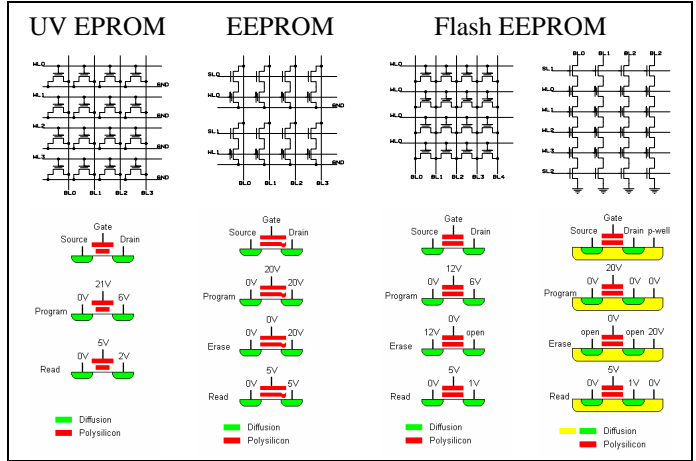 UV EPROM
EEPROM
Flash EEPROM
WL0
GND
WL1
WL2
WL3
GND
BL0 BL1 BL2 BL3
SL0
WL0
GND
SL1
WL1
GND
BL0 BL1 BL2 BL3
WL0
WL0
WL0
WL0
BL0 BL1 BL3 BL4
BL0 BL1 BL2 BL2
SL1
WL0
WL1
WL2
WL3
SL2
Gate
Source Drain
21V
Program 0V 6V
5V
Read 0V 2V
Diffusion
Polysilicon
Gate
Source Drain
20V
Program 0V 20V
0V
Erase 0V 20V
5V
Read 0V 5V
Diffusion
Polysilicon
Gate
Source Drain
12V
Program 0V 6V
0V
Erase 12V open
5V
Read 0V 1V
Diffusion
Polysilicon
Gate
Source Drain p-well
20V
Program 0V 0V 0V
0V
Erase open open 20V
5V
Read 0V 1V 0V
Diffusion
Polysilicon